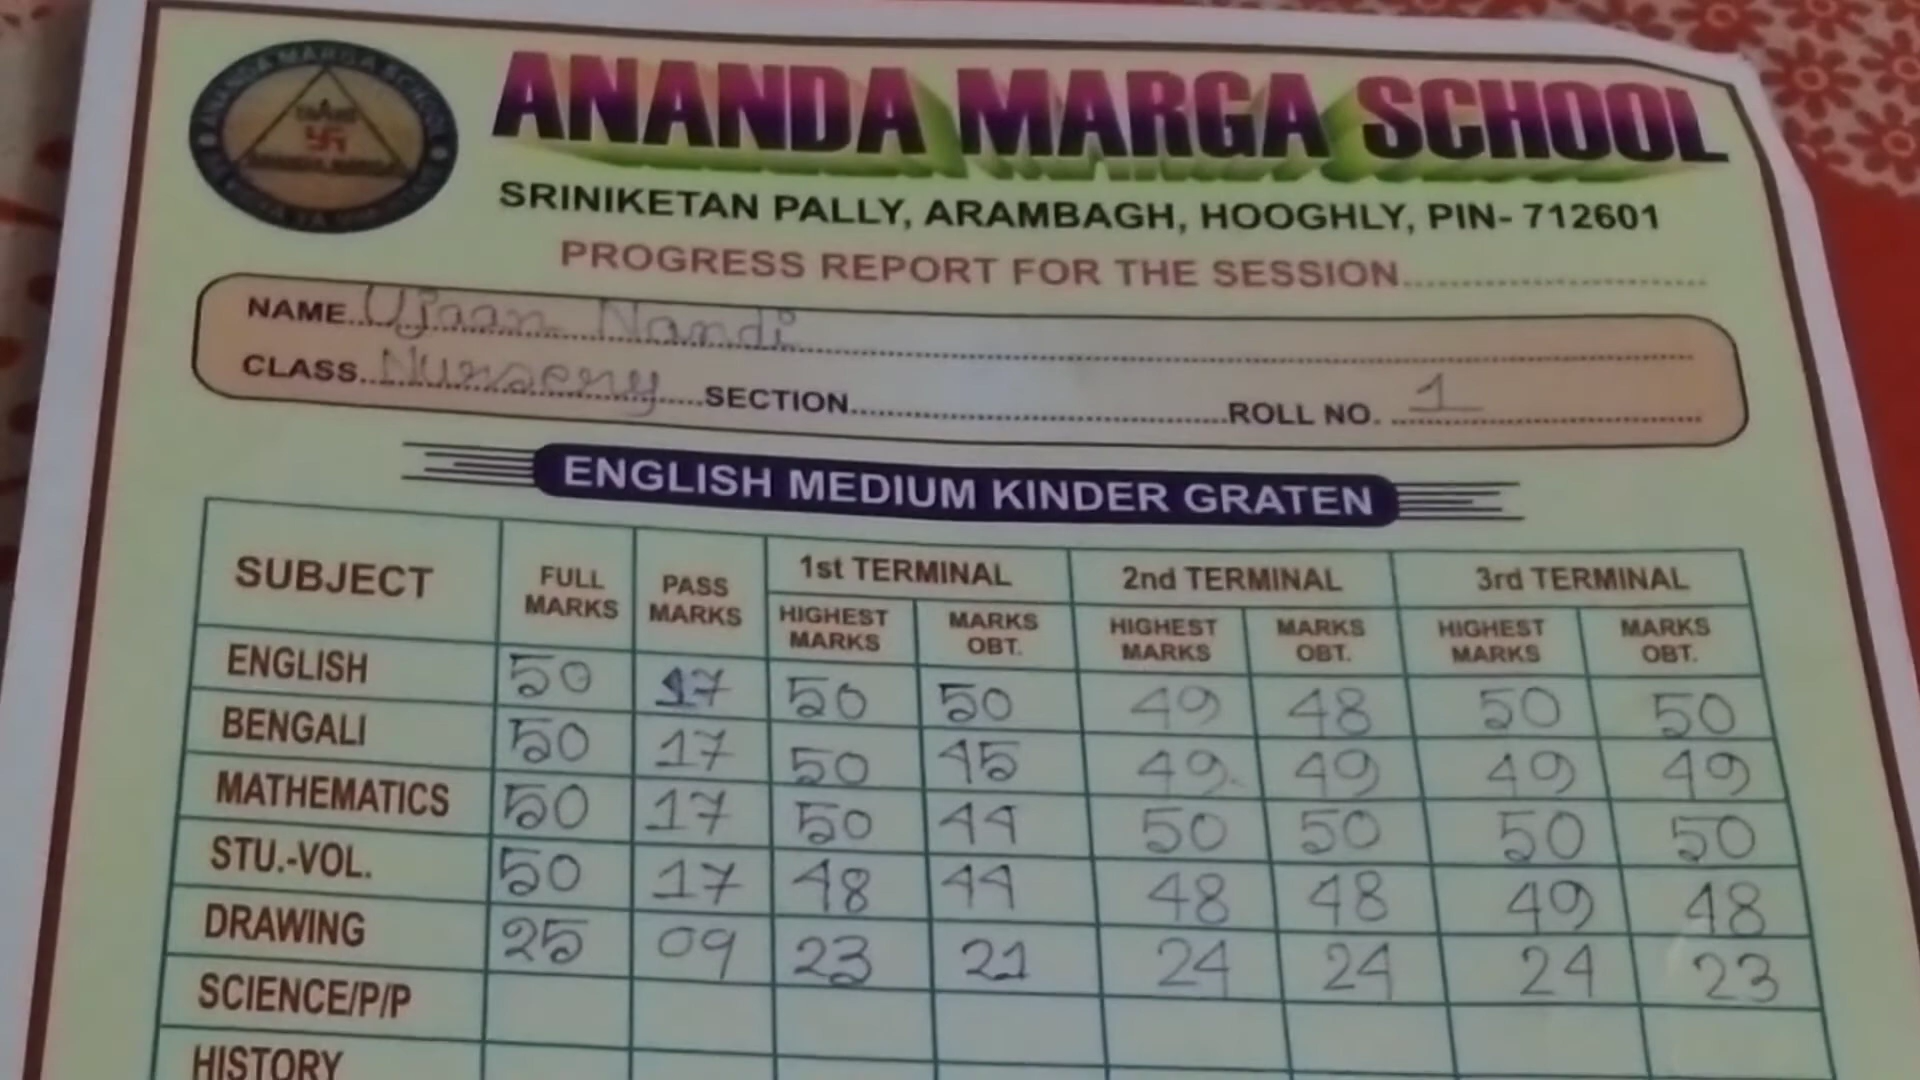 ANANDA MARGA SCHOOL
ANANDA MARGA SCHOOL
SRINIKETAN PALLY, ARAMBAGH, HOOGHLY, PIN- 712601
PROGRESS REPORT FOR THE SESSION
NAME Ujaan Nandi
CLASS Nursery SECTION ROLL NO. 1
ENGLISH MEDIUM KINDER GRATEN
SUBJECT FULL MARKS PASS MARKS 1st TERMINAL 2nd TERMINAL 3rd TERMINAL
HIGHEST MARKS MARKS OBT. HIGHEST MARKS MARKS OBT. HIGHEST MARKS MARKS OBT.
ENGLISH 50 17 50 50 49 48 50 50
BENGALI 50 17 50 45 49 49 49 49
MATHEMATICS 50 17 50 44 50 50 50 50
STU.-VOL. 50 17 48 44 48 48 49 48
DRAWING 25 09 23 21 24 24 24 23
SCIENCE/P/P
HISTORY